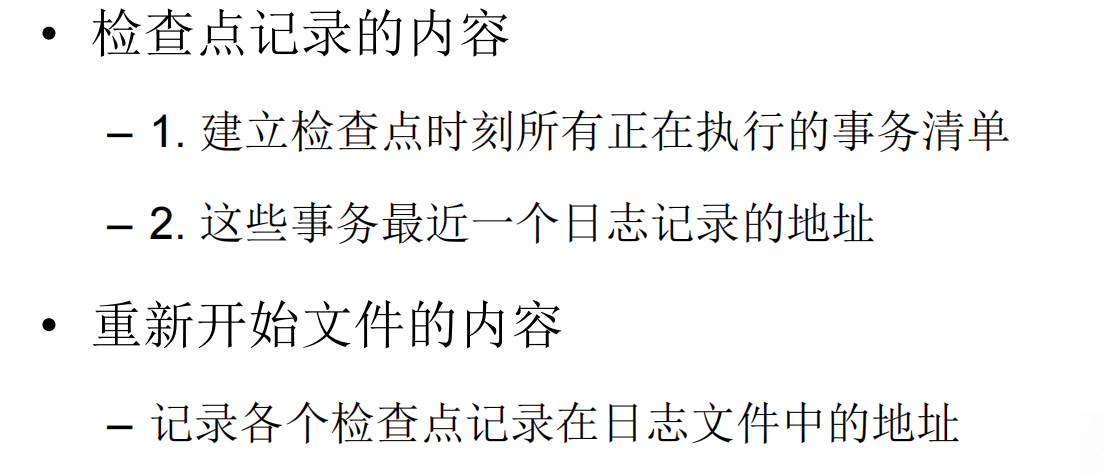 • 检查点记录的内容
– 1. 建立检查点时刻所有正在执行的事务清单
– 2. 这些事务最近一个日志记录的地址
• 重新开始文件的内容
– 记录各个检查点记录在日志文件中的地址